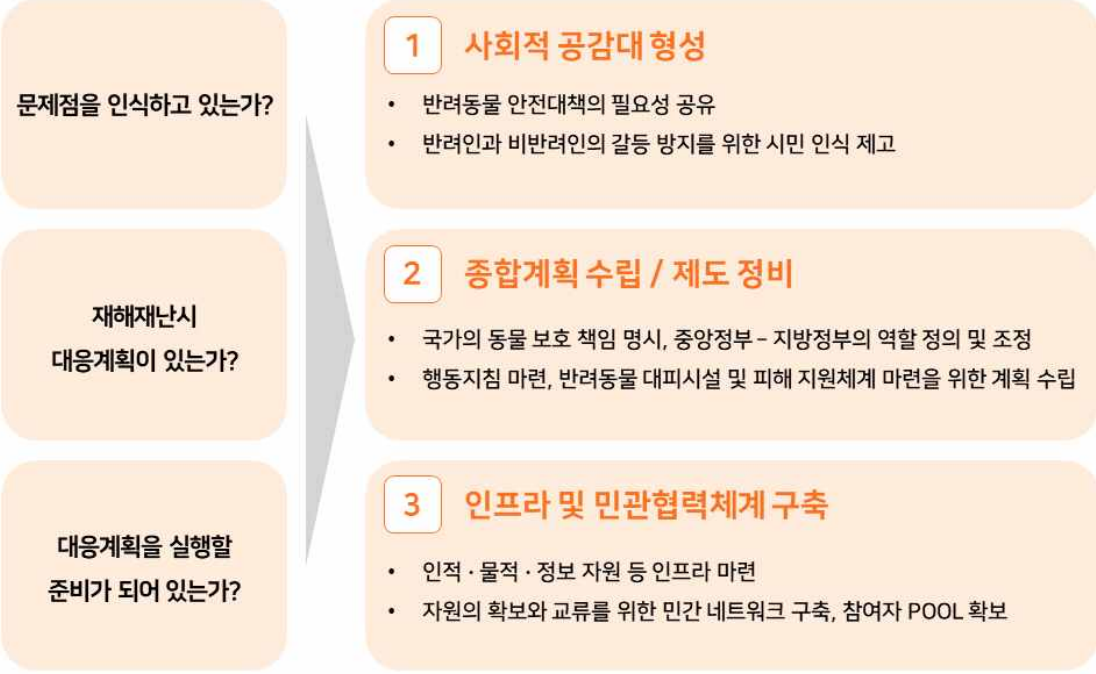 문제점을 인식하고 있는가?
1 사회적 공감대 형성
• 반려동물 안전대책의 필요성 공유
• 반려인과 비반려인의 갈등 방지를 위한 시민 인식 제고
재해재난시
대응계획이 있는가?
2 종합계획 수립 / 제도 정비
• 국가의 동물 보호 책임 명시, 중앙정부 – 지방정부의 역할 정의 및 조정
• 행동지침 마련, 반려동물 대피시설 및 피해 지원체계 마련을 위한 계획 수립
대응계획을 실행할
준비가 되어 있는가?
3 인프라 및 민관협력체계 구축
• 인적 · 물적 · 정보 자원 등 인프라 마련
• 자원의 확보와 교류를 위한 민간 네트워크 구축, 참여자 POOL 확보